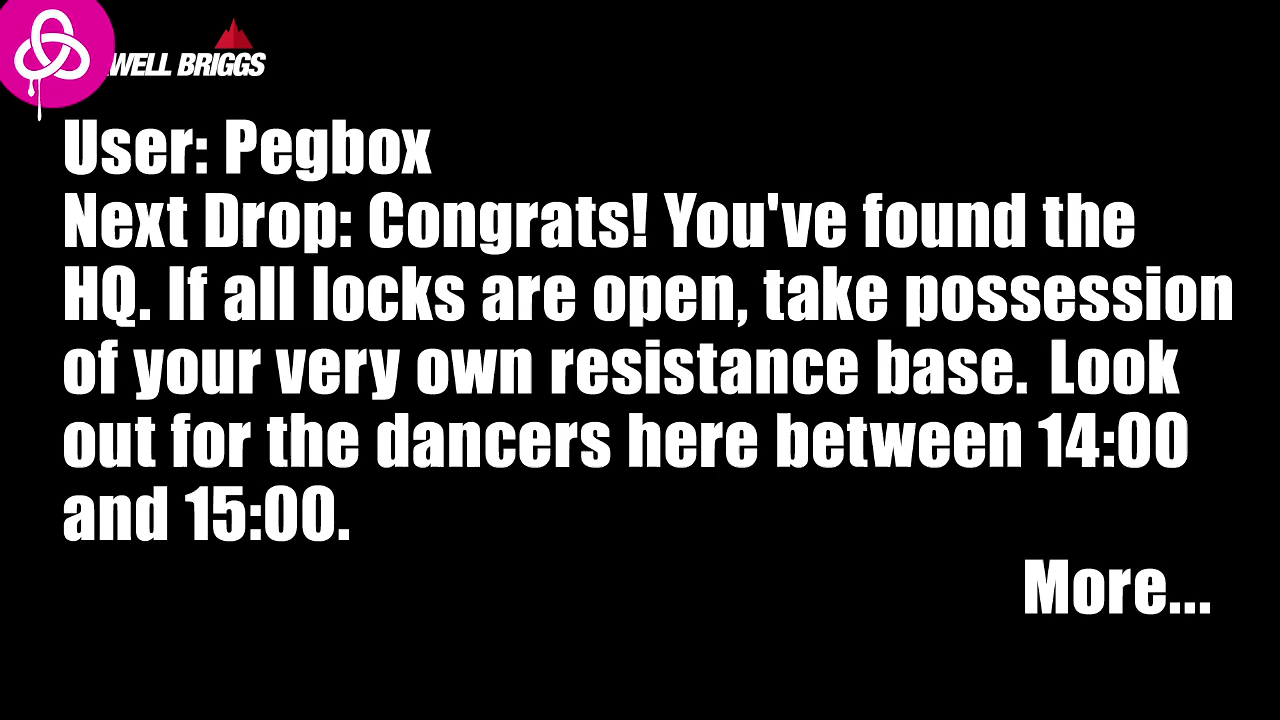 WELL BRIGGS
User: Pegbox
Next Drop: Congrats! You've found the
HQ. If all locks are open, take possession
of your very own resistance base. Look
out for the dancers here between 14:00
and 15:00.
More...